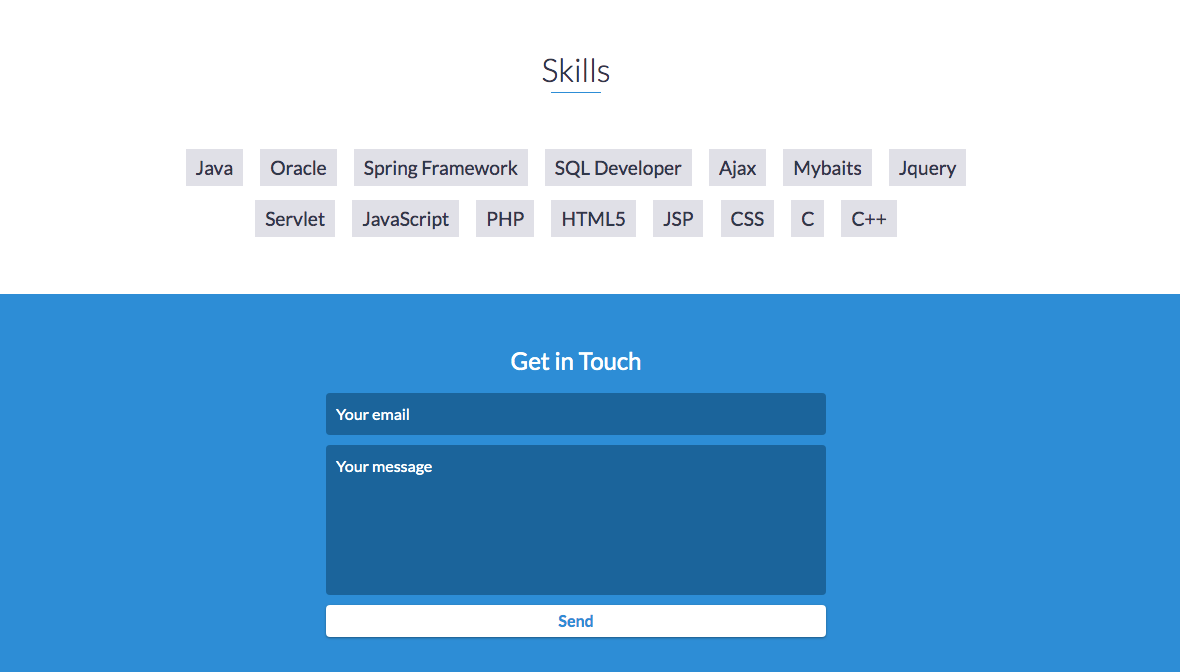 Skills
Java Oracle Spring Framework SQL Developer Ajax Mybaits Jquery
Servlet JavaScript PHP HTML5 JSP CSS C C++
Get in Touch
Your email
Your message
Send